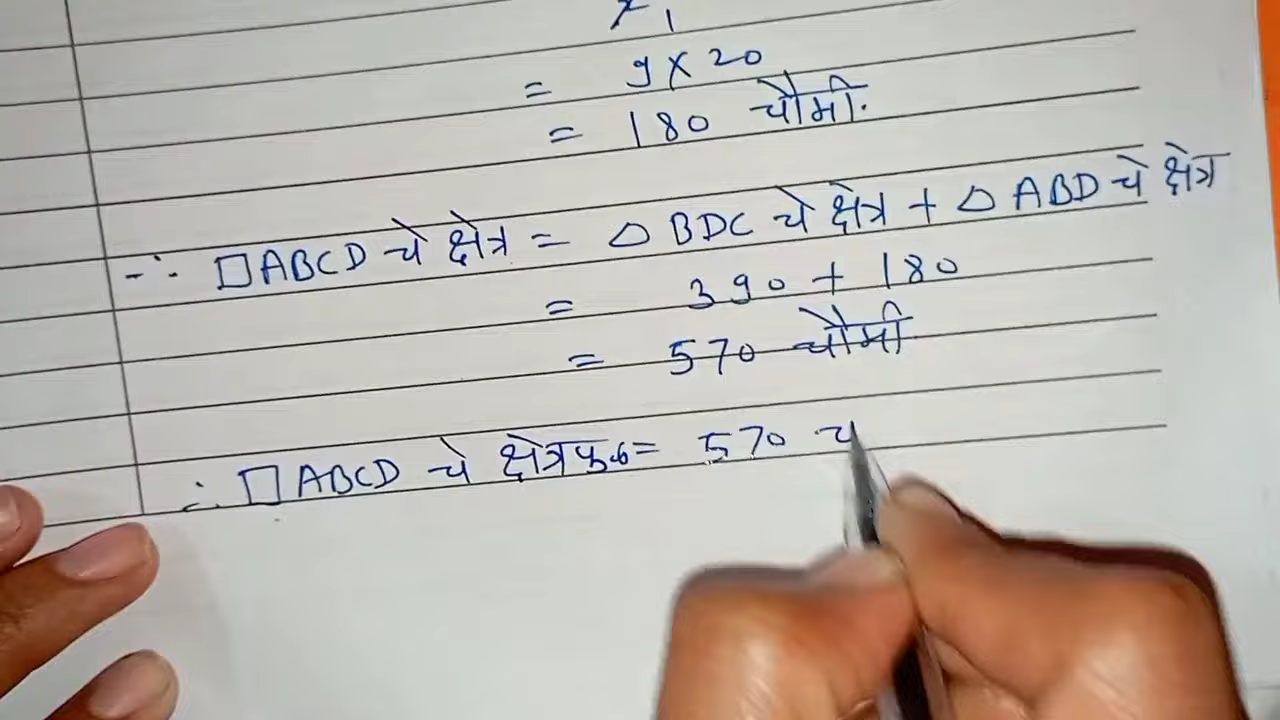 = 9 X 20
= 180 चौमी.
∴ □ABCD चे क्षेत्र = △ BDC चे क्षेत्र + △ ABD चे क्षेत्र
= 390 + 180
= 570 चौमी
∴ □ABCD चे क्षेत्रफळ = 570 च